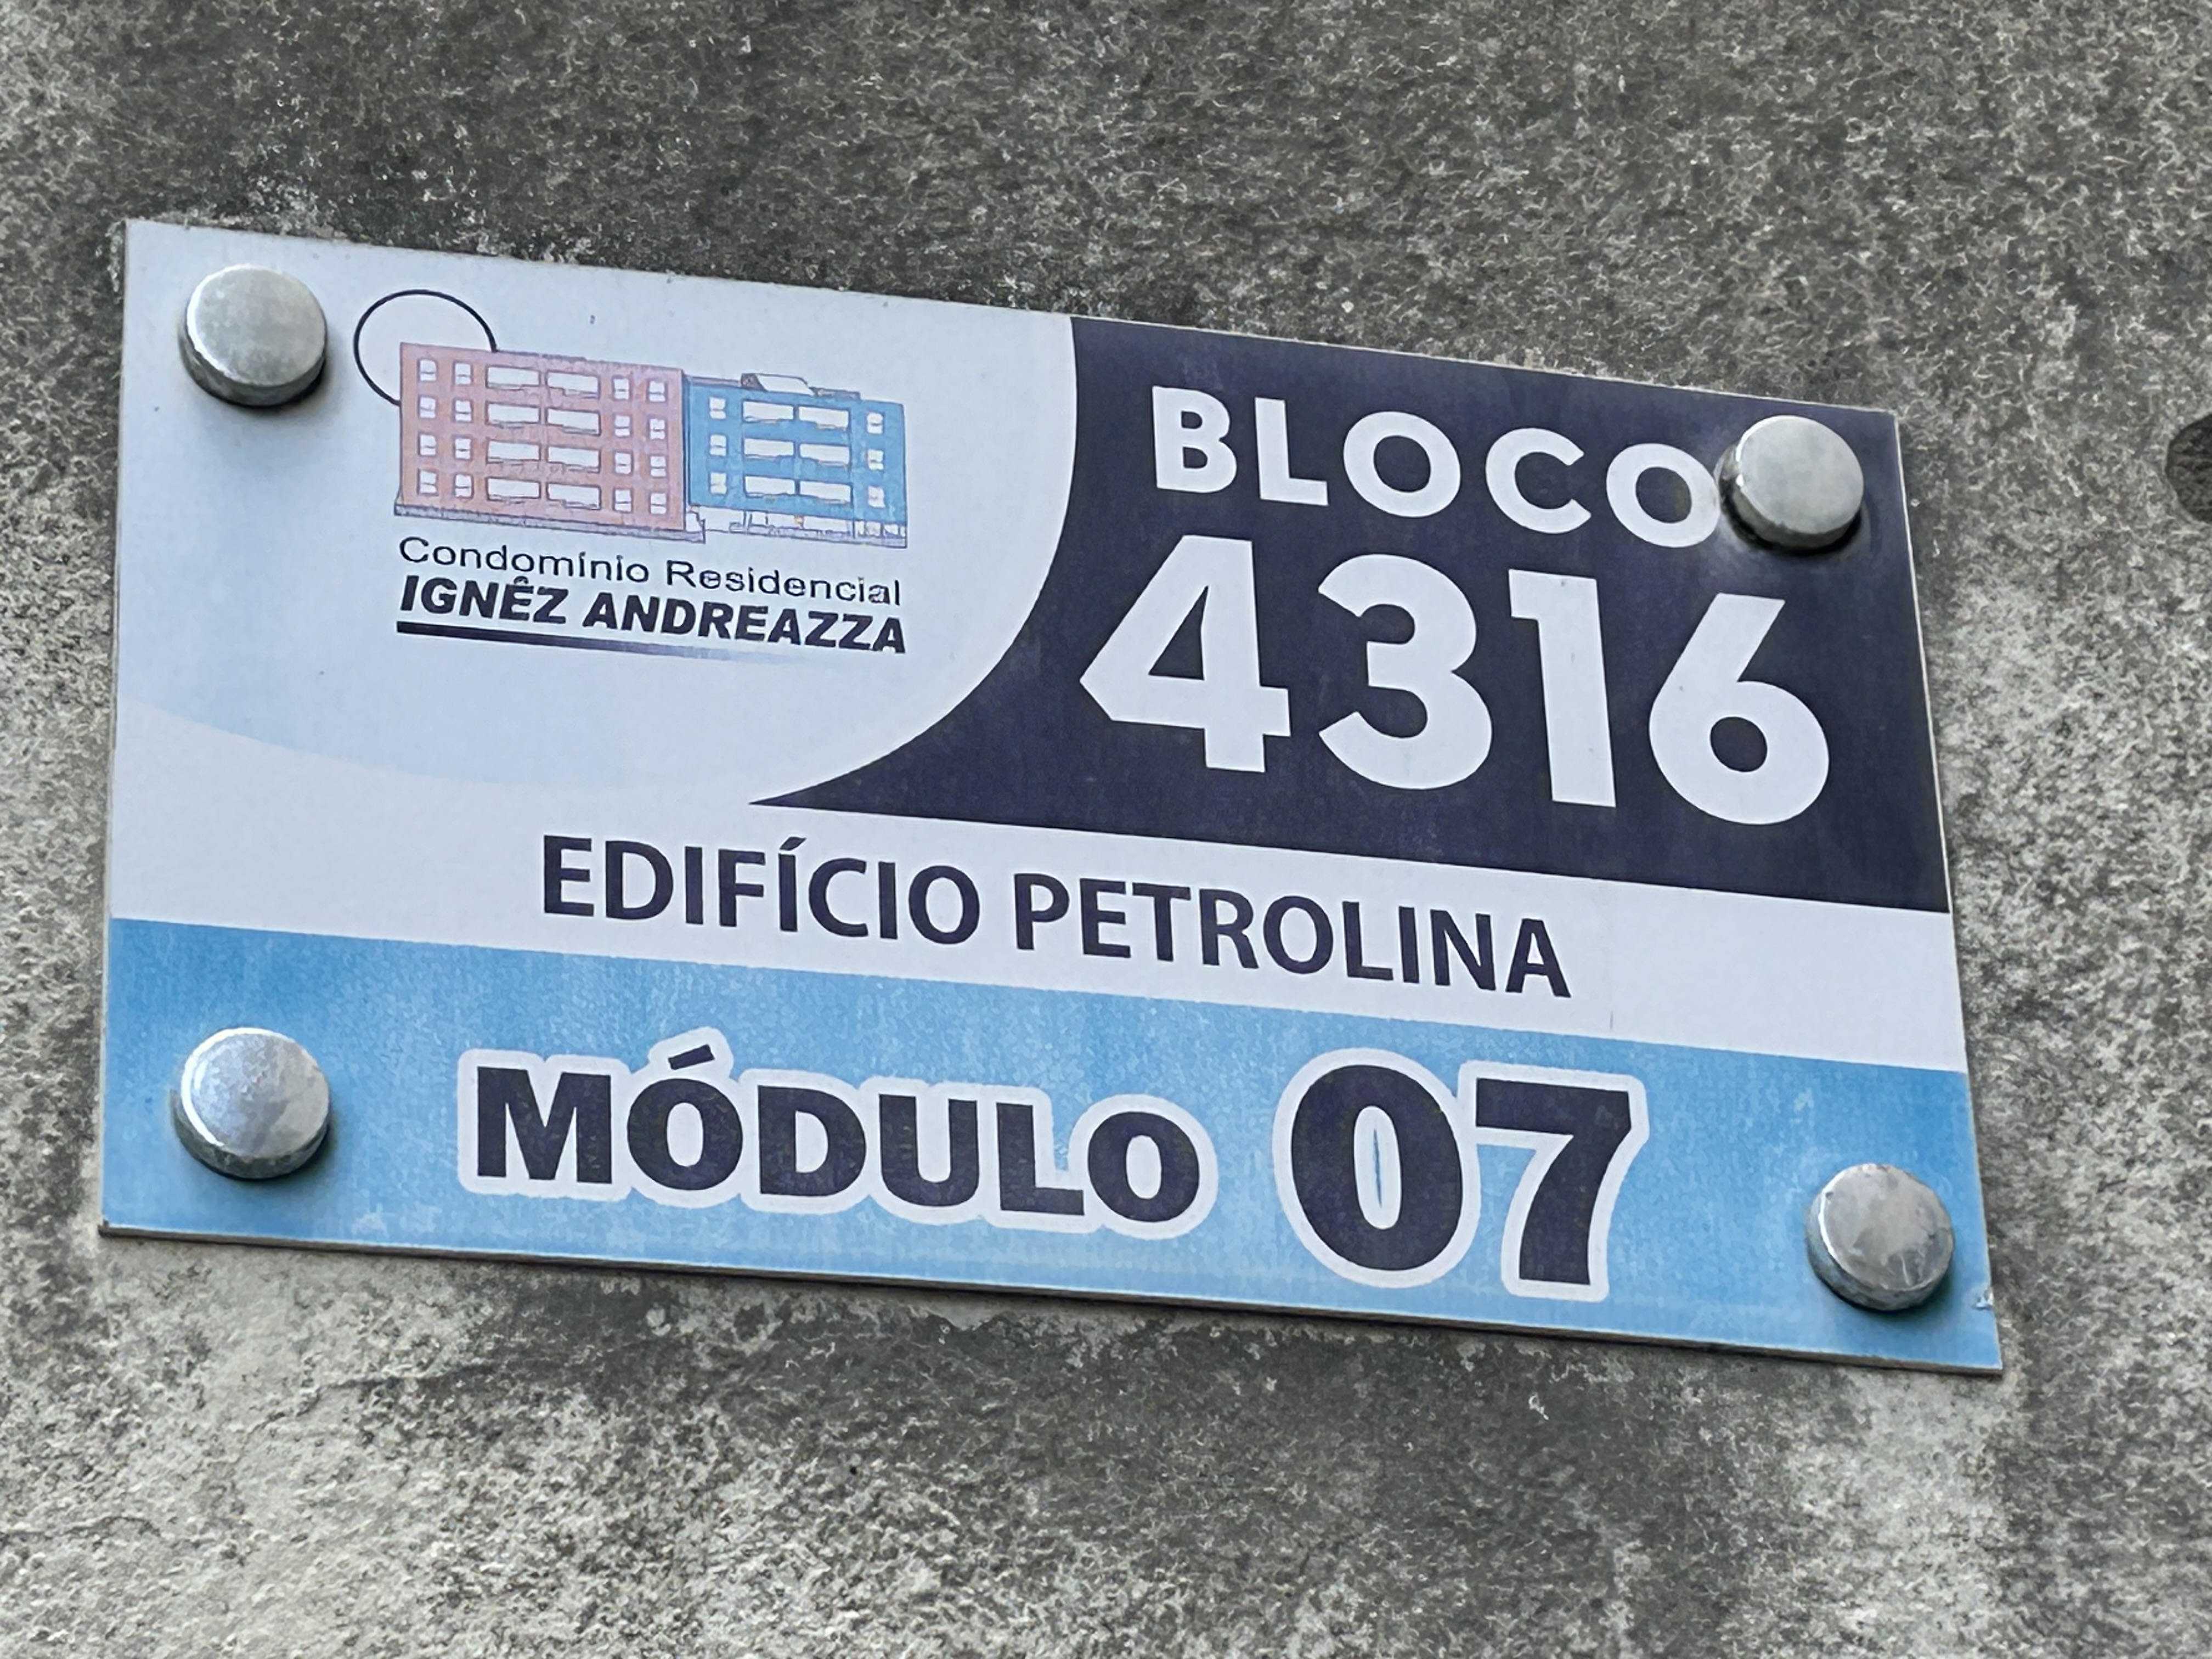 Condomínio Residencial
IGNÊZ ANDREAZZA
BLOCO
4316
EDIFÍCIO PETROLINA
MÓDULO 07